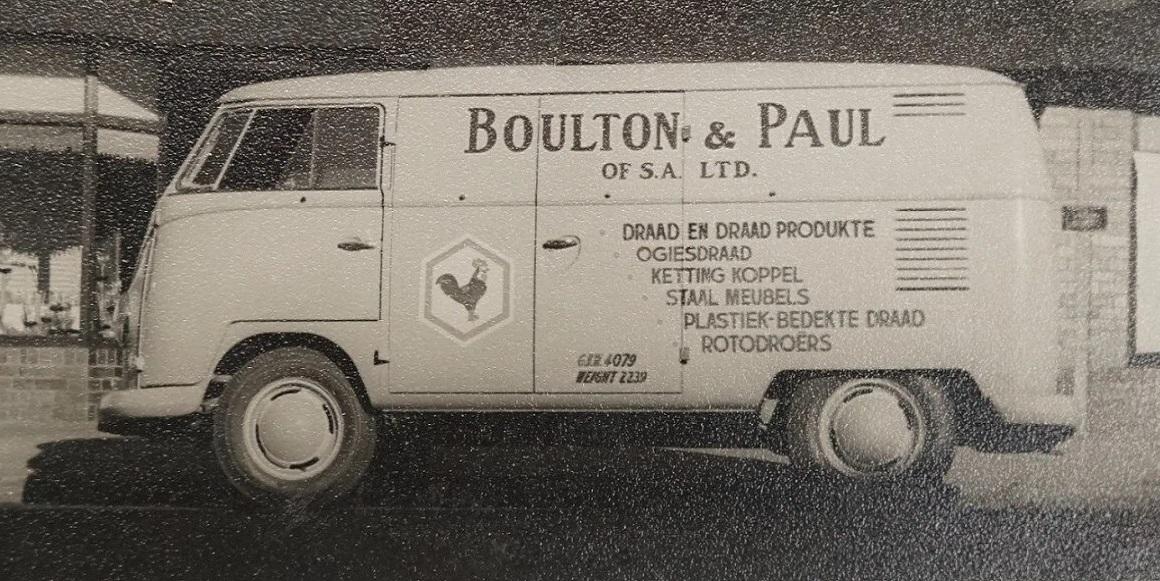 BOULTON & PAUL
OF S.A. LTD.
DRAAD EN DRAAD PRODUKTE
OGIESDRAAD
KETTING KOPPEL
STAAL MEUBELS
PLASTIEK-BEDEKTE DRAAD
ROTODROËRS
4079
WEIGHT 2239